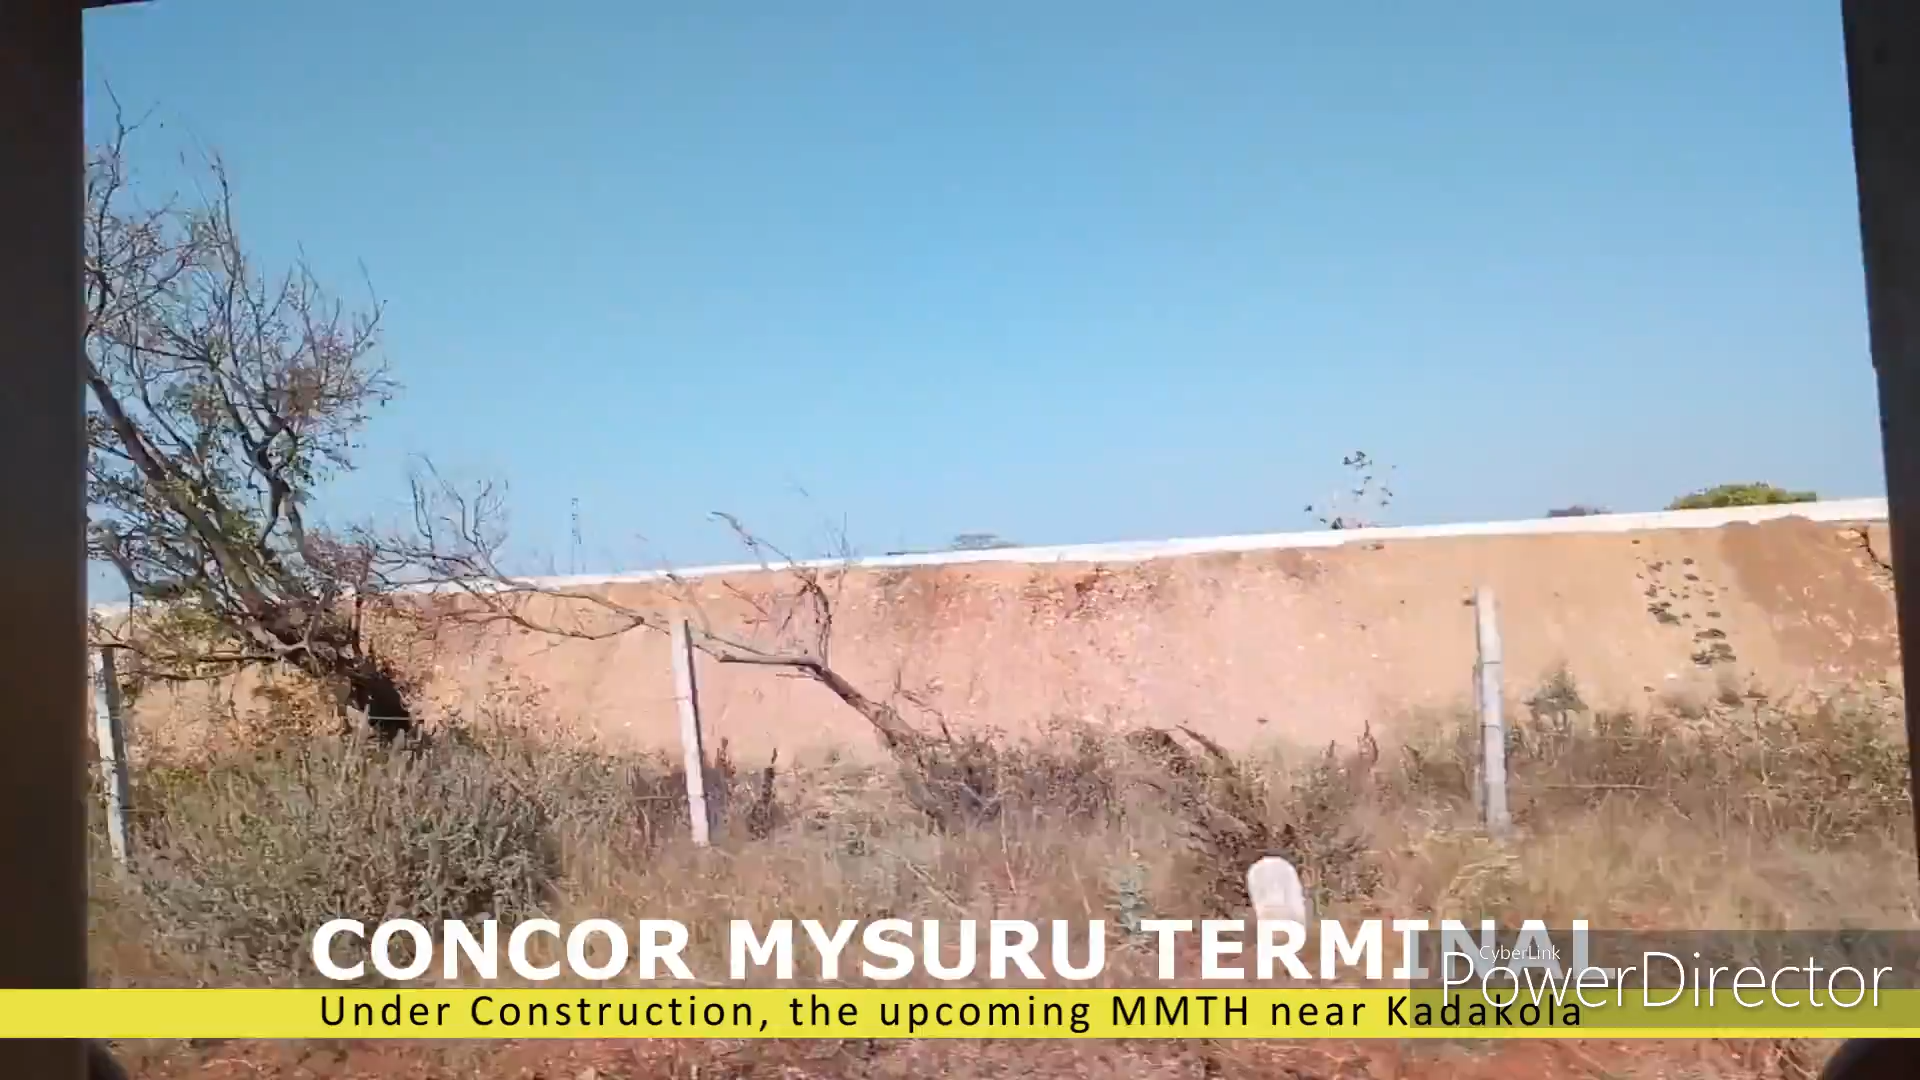 CONCOR MYSURU TERMINAL
CyberLink
PowerDirector
Under Construction, the upcoming MMTH near Kadakola